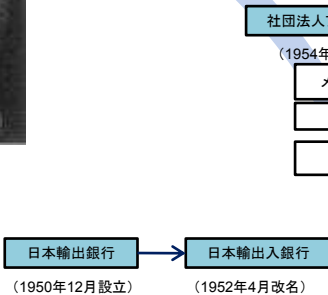 社団法人
(1954年
日本輸出銀行
日本輸出入銀行
(1950年12月設立)
(1952年4月改名)